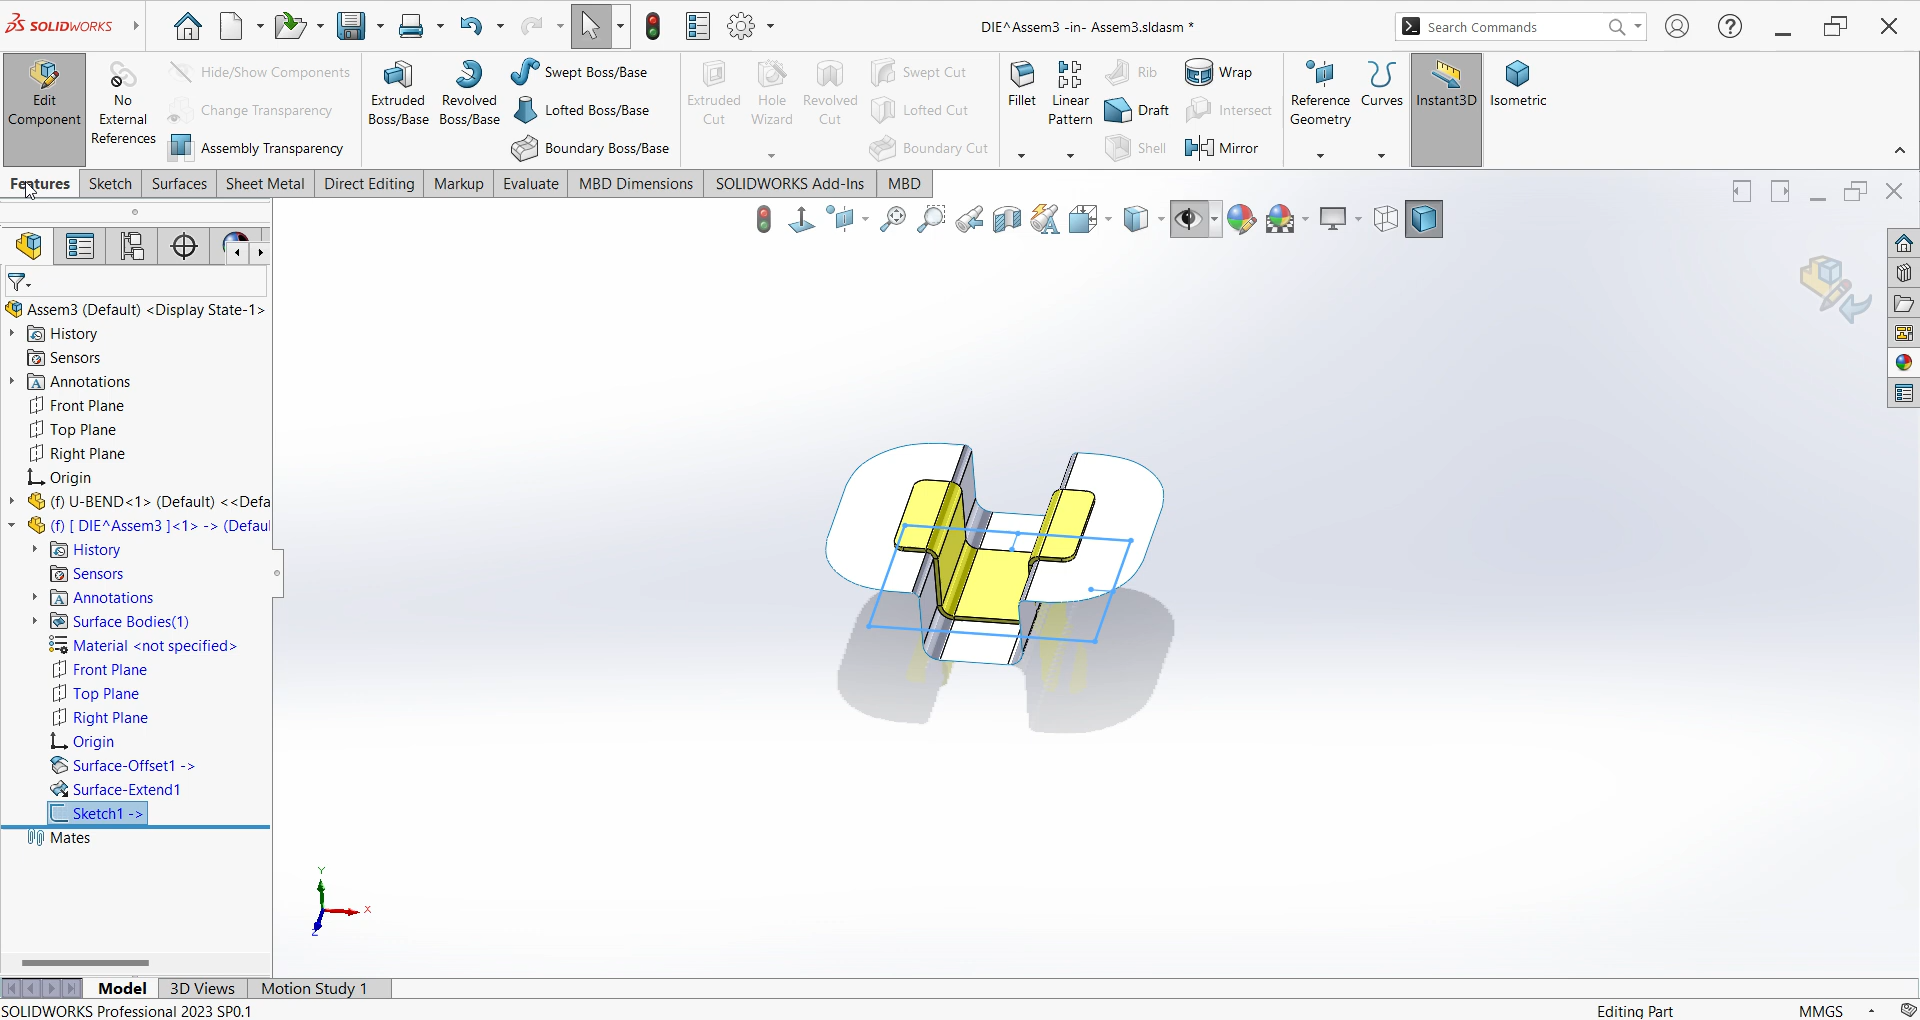 SOLIDWORKS
DIE^Assem3 -in- Assem3.sldasm *
Search Commands
Edit Component
No External References
Hide/Show Components
Change Transparency
Assembly Transparency
Extruded Boss/Base
Revolved Boss/Base
Swept Boss/Base
Lofted Boss/Base
Boundary Boss/Base
Extruded Cut
Hole Wizard
Revolved Cut
Swept Cut
Lofted Cut
Boundary Cut
Fillet
Linear Pattern
Rib
Draft
Shell
Wrap
Intersect
Mirror
Reference Geometry
Curves
Instant3D
Isometric
Features
Sketch
Surfaces
Sheet Metal
Direct Editing
Markup
Evaluate
MBD Dimensions
SOLIDWORKS Add-Ins
MBD
Assem3 (Default) <Display State-1>
History
Sensors
Annotations
Front Plane
Top Plane
Right Plane
Origin
(f) U-BEND<1> (Default) <<Defa
(f) [ DIE^Assem3 ]<1> -> (Defaul
History
Sensors
Annotations
Surface Bodies(1)
Material <not specified>
Front Plane
Top Plane
Right Plane
Origin
Surface-Offset1 ->
Surface-Extend1
Sketch1 ->
Mates
Y
X
Z
Model
3D Views
Motion Study 1
SOLIDWORKS Professional 2023 SP0.1
Editing Part
MMGS